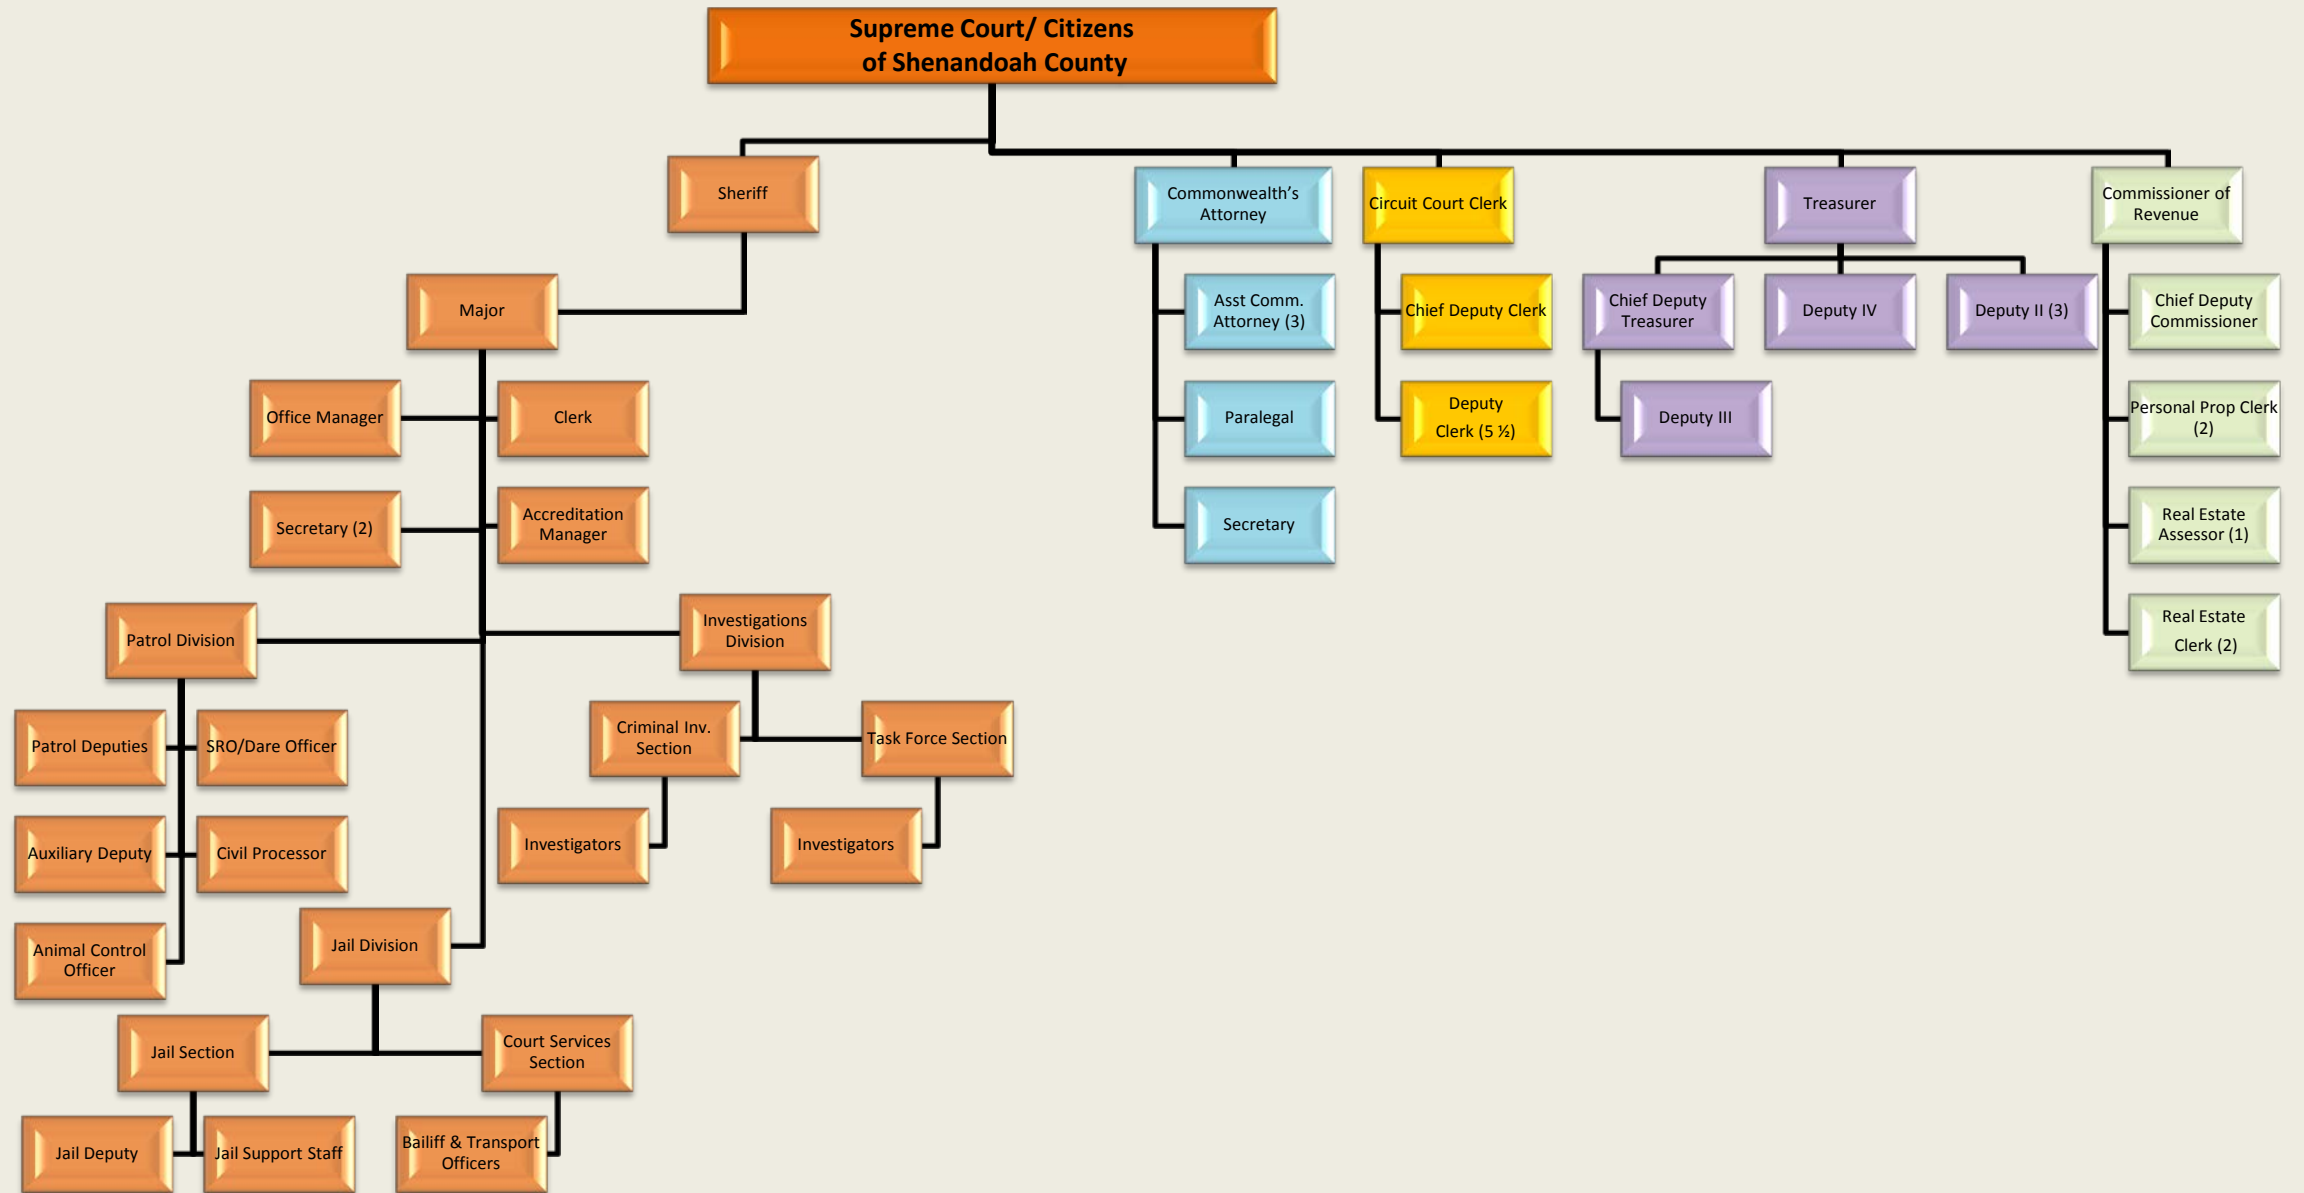 Supreme Court/ Citizens
of Shenandoah County
Sheriff
Commonwealth’s
Attorney
Circuit Court Clerk
Treasurer
Commissioner of
Revenue
Major
Asst Comm.
Attorney (3)
Chief Deputy Clerk
Chief Deputy
Treasurer
Deputy IV
Deputy II (3)
Chief Deputy
Commissioner
Office Manager
Clerk
Paralegal
Deputy
Clerk (5 ½)
Deputy III
Personal Prop Clerk
(2)
Secretary (2)
Accreditation
Manager
Secretary
Real Estate
Assessor (1)
Patrol Division
Investigations
Division
Real Estate
Clerk (2)
Patrol Deputies
SRO/Dare Officer
Criminal Inv.
Section
Task Force Section
Auxiliary Deputy
Civil Processor
Investigators
Investigators
Animal Control
Officer
Jail Division
Jail Section
Court Services
Section
Jail Deputy
Jail Support Staff
Bailiff & Transport
Officers